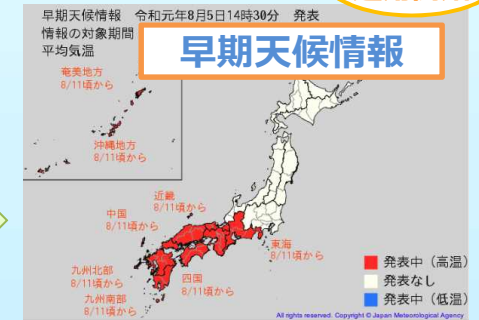 早期天候情報 令和元年8月5日14時30分 発表
情報の対象期間
平均気温
早期天候情報
奄美地方
8/11頃から
沖縄地方
8/11頃から
近畿
8/11頃から
中国
8/11頃から
東海
8/11頃から
九州北部
8/11頃から
四国
8/11頃から
九州南部
8/11頃から
発表中（高温）
発表なし
発表中（低温）
All rights reserved. Copyright © Japan Meteorological Agency